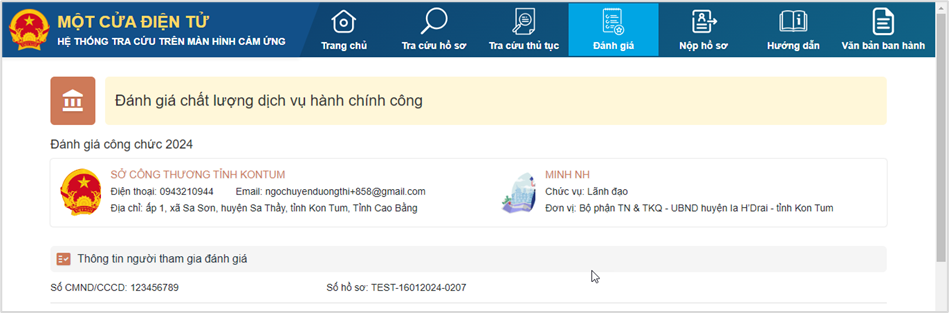 MỘT CỬA ĐIỆN TỬ
HỆ THỐNG TRA CỨU TRÊN MÀN HÌNH CẢM ỨNG
Trang chủ
Tra cứu hồ sơ
Tra cứu thủ tục
Đánh giá
Nộp hồ sơ
Hướng dẫn
Văn bản ban hành
Đánh giá chất lượng dịch vụ hành chính công
Đánh giá công chức 2024
SỞ CÔNG THƯƠNG TỈNH KONTUM
Điện thoại: 0943210944 Email: ngochuyenduongthi+858@gmail.com
Địa chỉ: ấp 1, xã Sa Sơn, huyện Sa Thầy, tỉnh Kon Tum, Tỉnh Cao Bằng
MINH NH
Chức vụ: Lãnh đạo
Đơn vị: Bộ phận TN & TKQ - UBND huyện Ia H'Drai - tỉnh Kon Tum
Thông tin người tham gia đánh giá
Số CMND/CCCD: 123456789
Số hồ sơ: TEST-16012024-0207